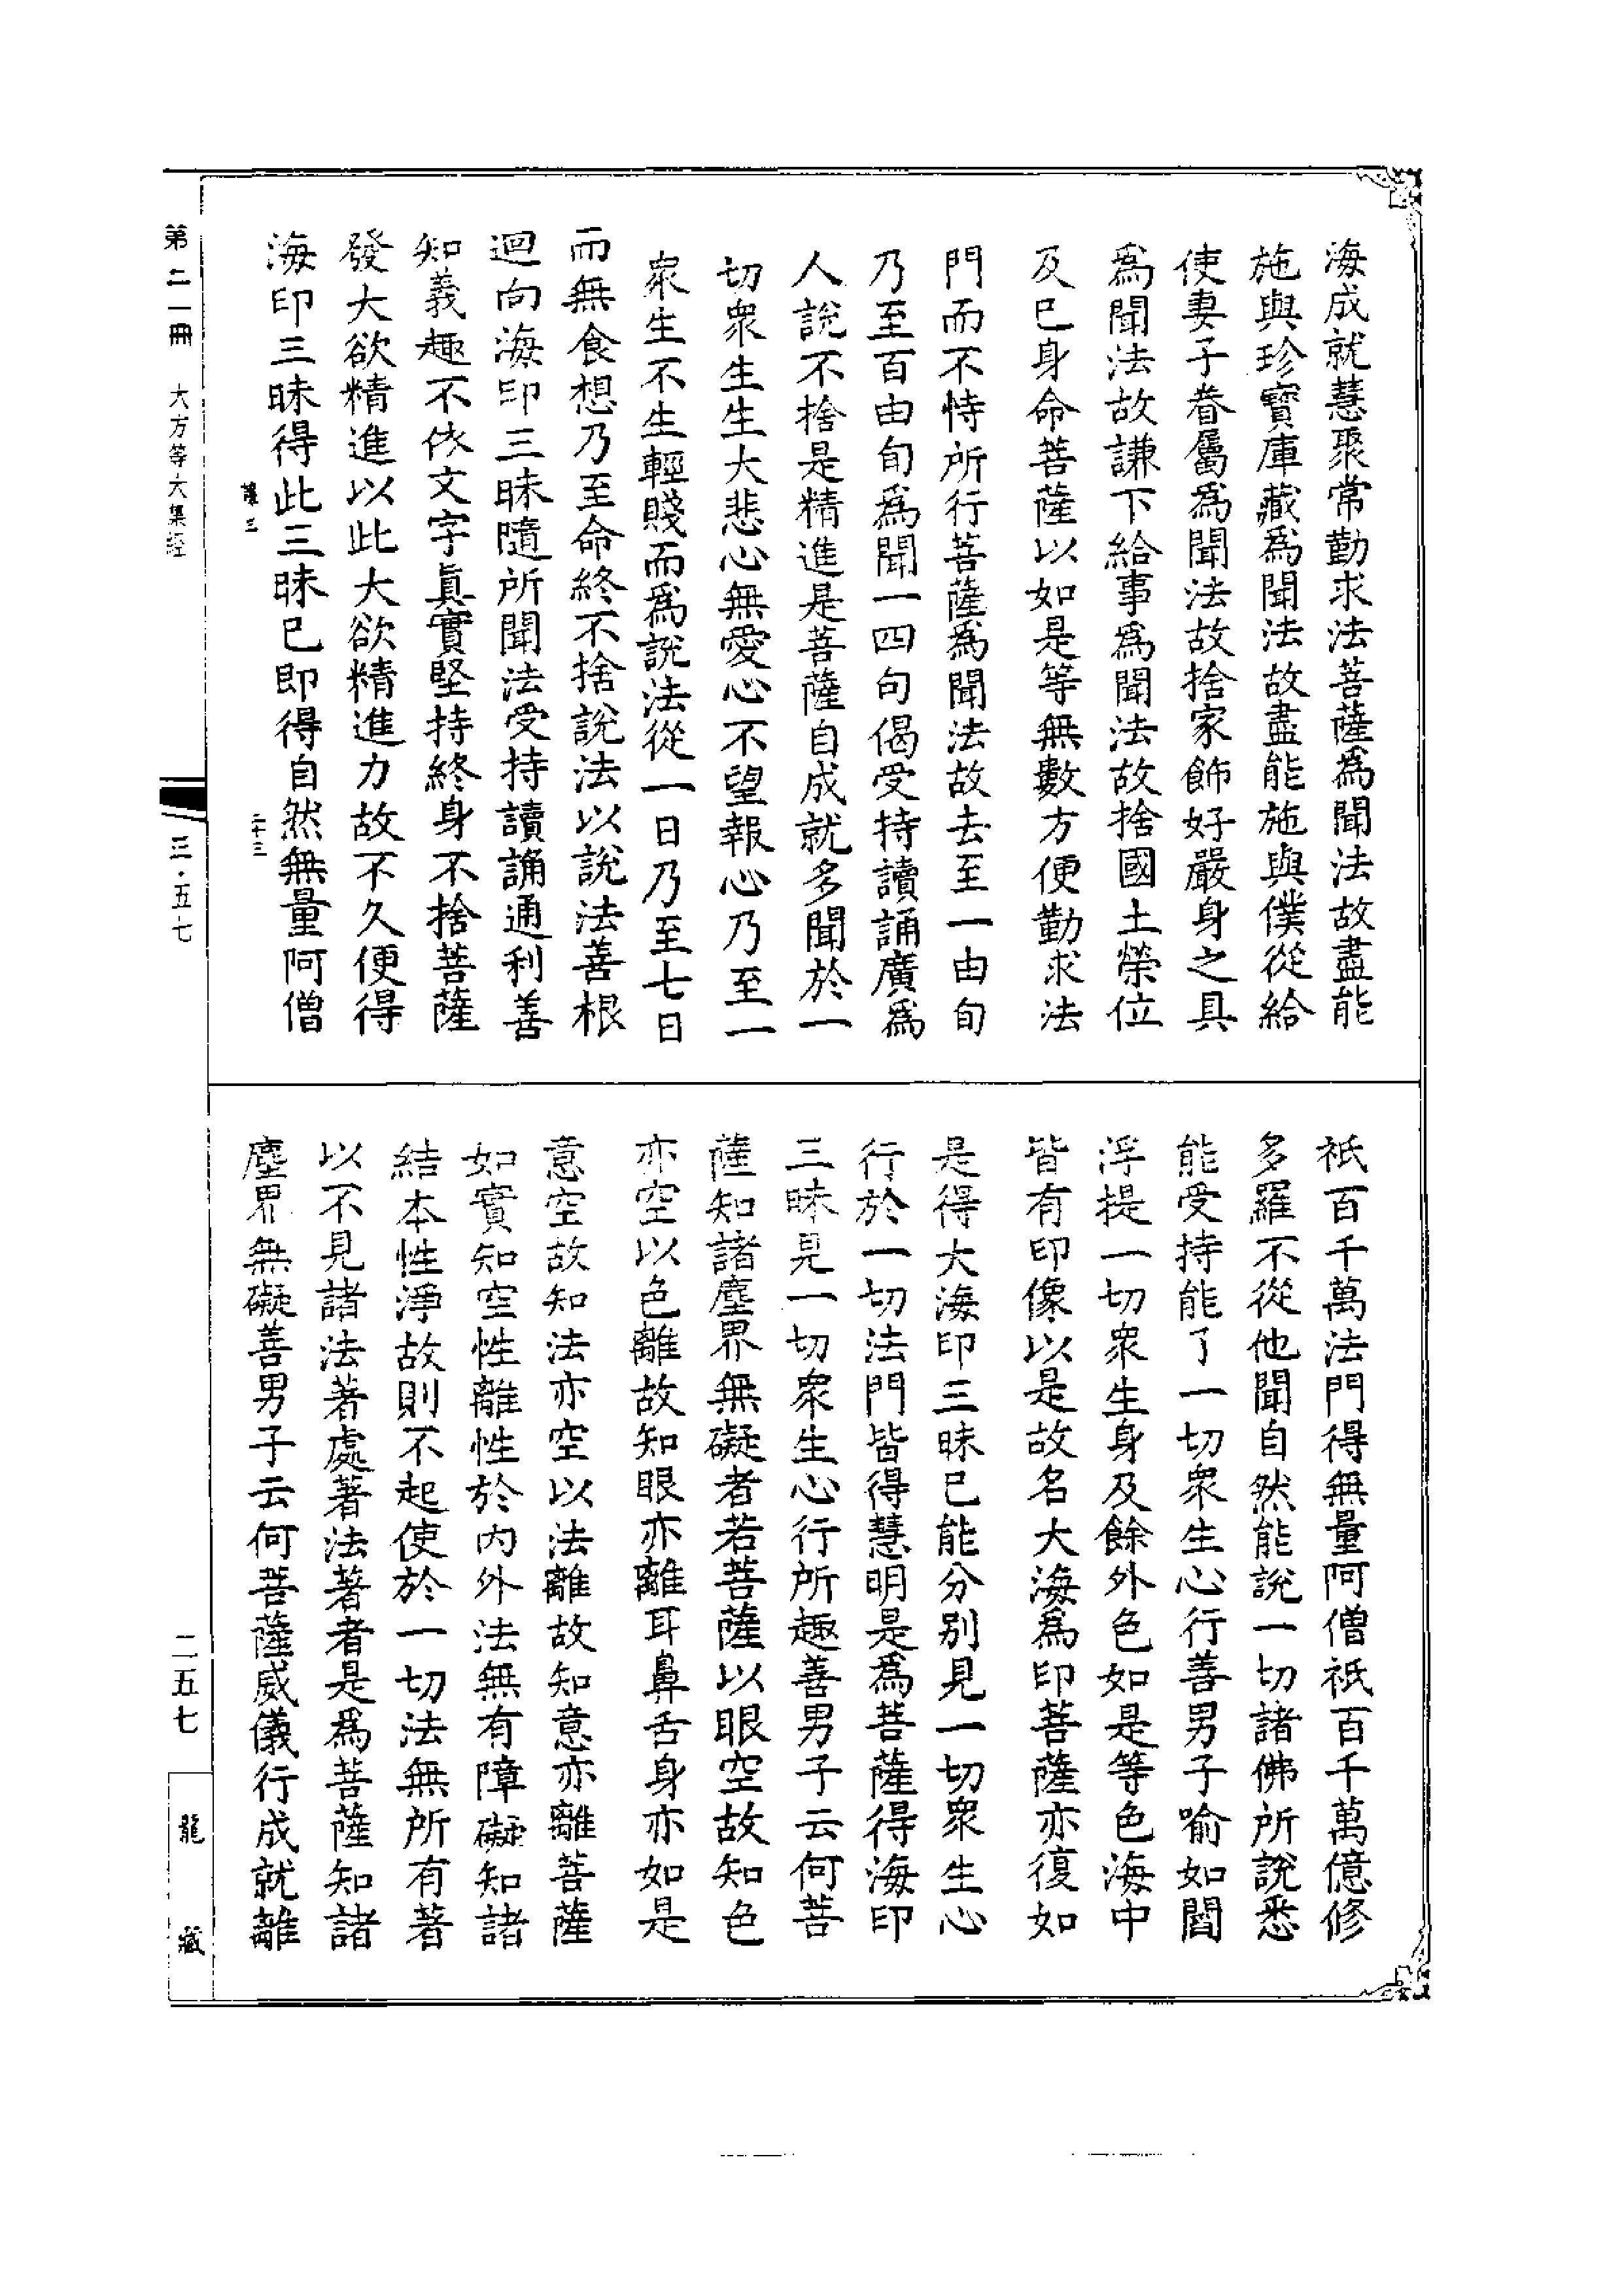 海成就慧聚常勤求法菩薩爲聞法故盡能
施與珍寶庫藏爲聞法故盡能施與僕從給
使妻子眷屬爲聞法故捨家飾好嚴身之具
爲聞法故謙下給事爲聞法故捨國土榮位
及已身命菩薩以如是等無數方便勤求法
門而不恃所行菩薩爲聞法故去至一由旬
乃至百由旬爲聞一四句偈受持讀誦廣爲
人說不捨是精進是菩薩自成就多聞於一
切衆生生大悲心無愛心不望報心乃至一
衆生不生輕賤而爲說法從一日乃至七日
而無食想乃至命終不捨說法以說法善根
迴向海印三昧隨所聞法受持讀誦通利善
知義趣不依文字眞實堅持終身不捨菩薩
發大欲精進以此大欲精進力故不久便得
海印三昧得此三昧已即得自然無量阿僧
祇百千萬法門得無量阿僧祇百千萬億修
多羅不從他聞自然能說一切諸佛所說悉
能受持能了一切衆生心行善男子喻如閻
浮提一切衆生身及餘外色如是等色海中
皆有印像以是故名大海爲印菩薩亦復如
是得大海印三昧已能分別見一切衆生心
行於一切法門皆得慧明是爲菩薩得海印
三昧見一切衆生心行所趣善男子云何菩
薩知諸塵界無礙者若菩薩以眼空故知色
亦空以色離故知眼亦離耳鼻舌身亦如是
意空故知法亦空以法離故知意亦離菩薩
如實知空性離性於內外法無有障礙知諸
結本性淨故則不起使於一切法無所有著
以不見諸法著處著法著者是爲菩薩知諸
塵界無礙善男子云何菩薩威儀行成就離
第二一冊 大方等大集經
三·五七
二五七
龍藏
二十三